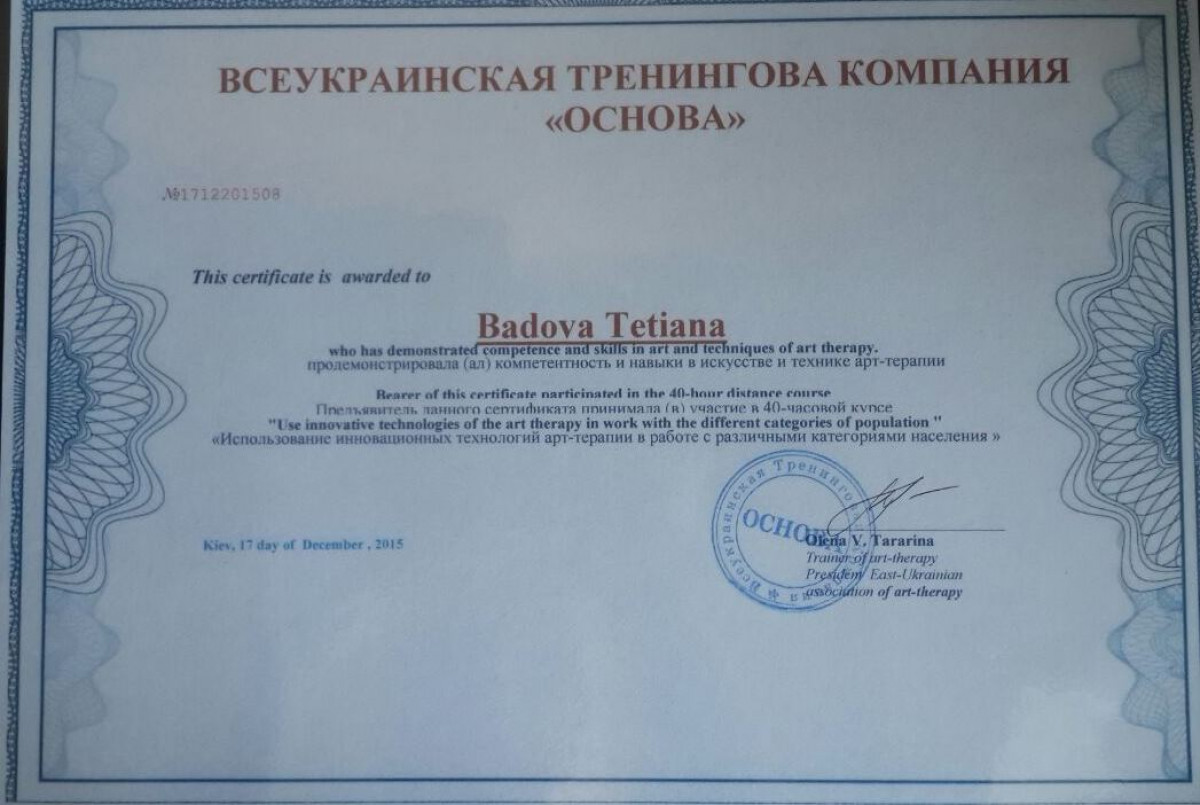 ВСЕУКРАИНСКАЯ ТРЕНИНГОВА КОМПАНИЯ
«ОСНОВА»
№1712201508
This certificate is awarded to
Badova Tetiana
who has demonstrated competence and skills in art and techniques of art therapy.
продемонстрировала (ал) компетентность и навыки в искусстве и технике арт-терапии
Bearer of this certificate participated in the 40-hour distance course
Предъявитель данного сертификата принимала (л) участие в 40-часовой курсе
"Use innovative technologies of the art therapy in work with the different categories of population "
«Использование инновационных технологий арт-терапии в работе с различными категориями населения »
Всеукраинская Тренингова
ОСНОВА
Kiev, 17 day of December , 2015
Olena V. Tararina
Trainer of art-therapy
President East-Ukrainian
association of art-therapy